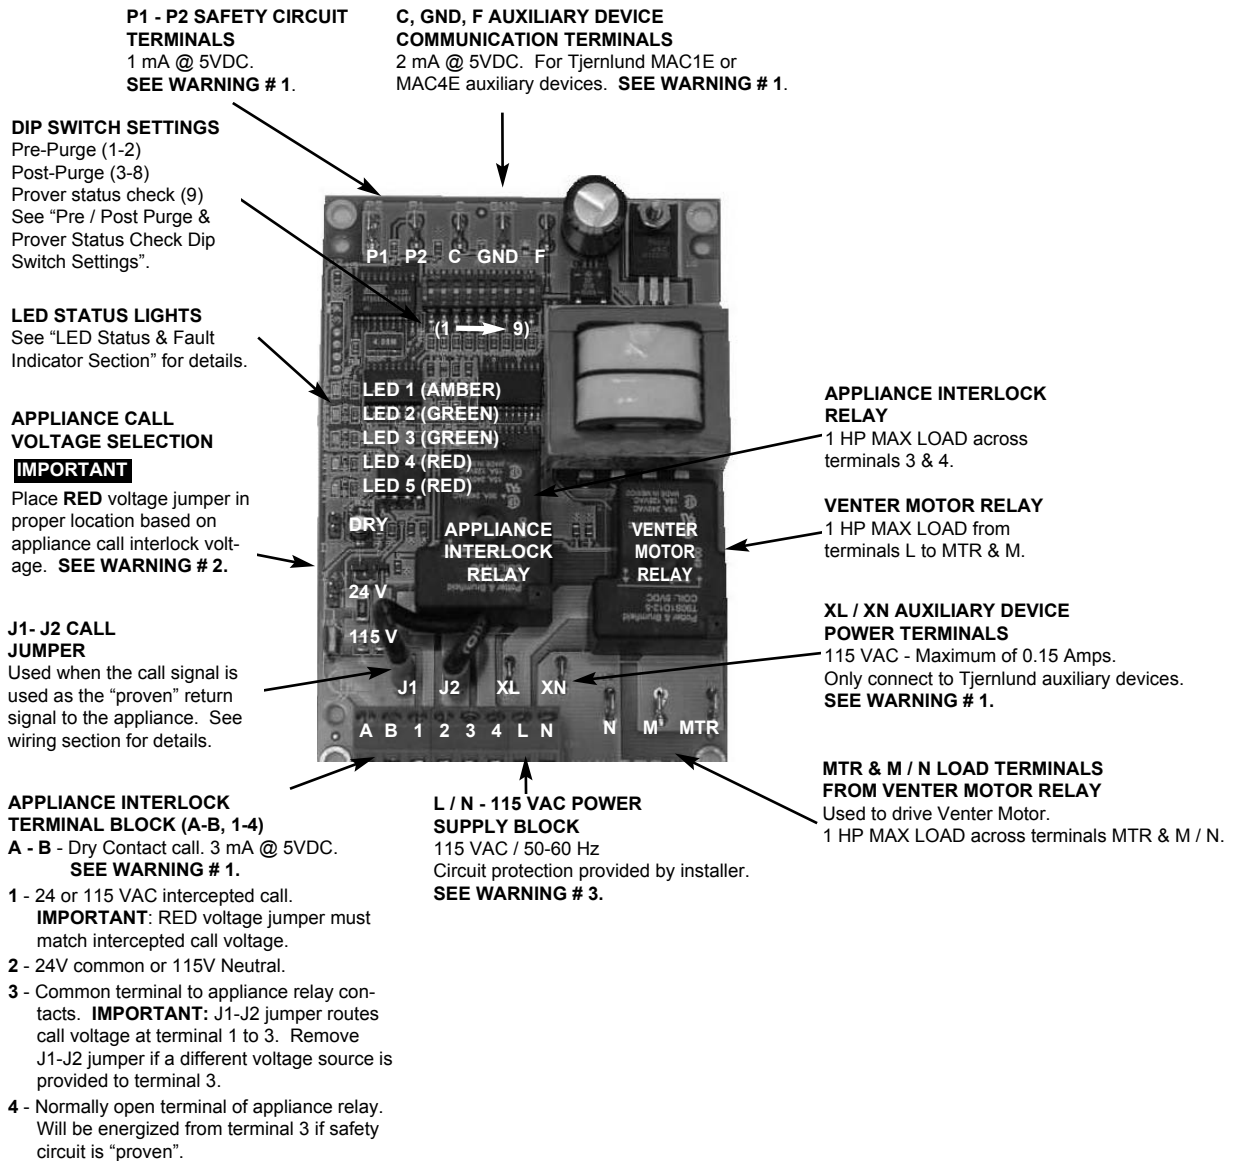 P1 - P2 SAFETY CIRCUIT
TERMINALS
1 mA @ 5VDC.
SEE WARNING # 1.
C, GND, F AUXILIARY DEVICE
COMMUNICATION TERMINALS
2 mA @ 5VDC.  For Tjernlund MAC1E or
MAC4E auxiliary devices.  SEE WARNING # 1.
DIP SWITCH SETTINGS
Pre-Purge (1-2)
Post-Purge (3-8)
Prover status check (9)
See “Pre / Post Purge &
Prover Status Check Dip
Switch Settings”.
LED STATUS LIGHTS
See “LED Status & Fault
Indicator Section” for details.
APPLIANCE CALL
VOLTAGE SELECTION
IMPORTANT
Place RED voltage jumper in
proper location based on
appliance call interlock volt-
age.  SEE WARNING # 2.
J1- J2 CALL
JUMPER
Used when the call signal is
used as the “proven” return
signal to the appliance.  See
wiring section for details.
P1 P2 C GND F
(1 9)
4.00M
LED 1 (AMBER)
LED 2 (GREEN)
LED 3 (GREEN)
LED 4 (RED)
LED 5 (RED)
DRY
24 V
115 V
APPLIANCE
INTERLOCK
RELAY
VENTER
MOTOR
RELAY
Potter & Brumfield
COIL: 5VDC
T90S1D12-5
J1 J2 XL XN
N M MTR
A B 1 2 3 4 L N
APPLIANCE INTERLOCK
RELAY
1 HP MAX LOAD across
terminals 3 & 4.
VENTER MOTOR RELAY
1 HP MAX LOAD from
terminals L to MTR & M.
XL / XN AUXILIARY DEVICE
POWER TERMINALS
115 VAC - Maximum of 0.15 Amps.
Only connect to Tjernlund auxiliary devices.
SEE WARNING # 1.
MTR & M / N LOAD TERMINALS
FROM VENTER MOTOR RELAY
Used to drive Venter Motor.
1 HP MAX LOAD across terminals MTR & M / N.
APPLIANCE INTERLOCK
TERMINAL BLOCK (A-B, 1-4)
A - B - Dry Contact call. 3 mA @ 5VDC.
SEE WARNING # 1.
1 - 24 or 115 VAC intercepted call.
IMPORTANT: RED voltage jumper must
match intercepted call voltage.
2 - 24V common or 115V Neutral.
3 - Common terminal to appliance relay con-
tacts.  IMPORTANT: J1-J2 jumper routes
call voltage at terminal 1 to 3.  Remove
J1-J2 jumper if a different voltage source is
provided to terminal 3.
4 - Normally open terminal of appliance relay.
Will be energized from terminal 3 if safety
circuit is “proven”.
L / N - 115 VAC POWER
SUPPLY BLOCK
115 VAC / 50-60 Hz
Circuit protection provided by installer.
SEE WARNING # 3.